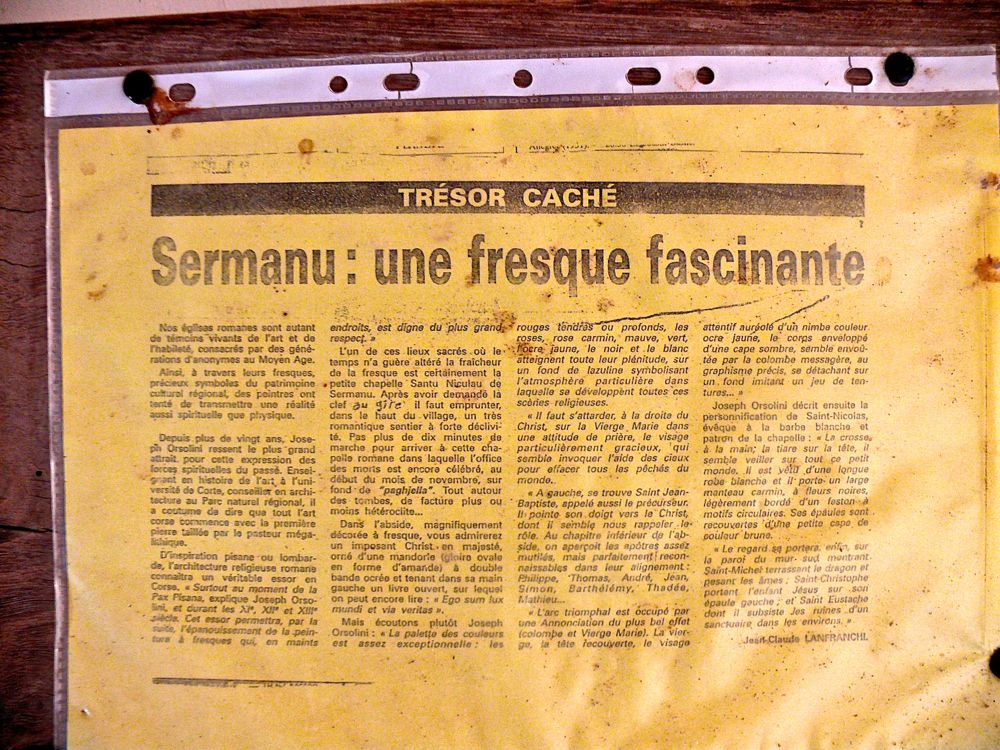 TRÉSOR CACHÉ
Sermanu : une fresque fascinante
Nos églises romanes sont autant
de témoins vivants de l'art et de
l'habileté, consacrés par des géné-
rations d'anonymes au Moyen Age.
Ainsi, à travers leurs fresques,
précieux symboles du patrimoine
cultural régional, des peintres ont
tenté de transmettre une réalité
aussi spirituelle que physique.
Depuis plus de vingt ans, Jose-
ph Orsolini ressent le plus grand
attrait pour cette expression des
forces spirituelles du passé. Ensei-
gnant en histoire de l'art à l'uni-
versité de Corte, conseiller en archi-
tecture au Parc naturel régional, il
a coutume de dire que tout l'art
corse commence avec la première
pierre taillée par le pasteur méga-
lithique.
D'inspiration pisane ou lombar-
de, l'architecture religieuse romane
connaîtra un véritable essor en
Corse. « Surtout au moment de la
Pax Pisana, explique Joseph Orso-
lini, et durant les XIe, XIIe et XIIIe
siècle. Cet essor permettra, par la
suite, l'épanouissement de la pein-
ture à fresques qui, en maints
endroits, est digne du plus grand
respect. »
L'un de ces lieux sacrés où le
temps n'a guère altéré la fraîcheur
de la fresque est certainement la
petite chapelle Santu Niculau de
Sermanu. Après avoir demandé la
clef au gîte il faut emprunter,
dans le haut du village, un très
romantique sentier à forte déclivi-
té. Pas plus de dix minutes de
marche pour arriver à cette cha-
pelle romane dans laquelle l'office
des morts est encore célébré, au
début du mois de novembre, sur
fond de "paghjella". Tout autour
des tombes, de facture plus ou
moins hétéroclite...
Dans l'abside, magnifiquement
décorée à fresque, vous admirerez
un imposant Christ en majesté,
orné d'une mandorle (gloire ovale
en forme d'amande) à double
bande ocrée et tenant dans sa main
gauche un livre ouvert, sur lequel
on peut encore lire : « Ego sum lux
mundi et via veritas ».
Mais écoutons plutôt Joseph
Orsolini : « La palette des couleurs
est assez exceptionnelle : les
rouges tendres ou profonds, les
roses, rose carmin, mauve, vert,
l'ocre jaune, le noir et le blanc
atteignent toute leur plénitude, sur
un fond de lazuline symbolisant
l'atmosphère particulière dans
laquelle se développent toutes ces
scènes religieuses.
« Il faut s'attarder, à la droite du
Christ, sur la Vierge Marie dans
une attitude de prière, le visage
particulièrement gracieux, qui
semble invoquer l'aide des cieux
pour effacer tous les péchés du
monde.
« A gauche, se trouve Saint Jean-
Baptiste, appelé aussi le précurseur.
Il pointe son doigt vers le Christ,
dont il semble nous rappeler le
rôle. Au chapitre inférieur de l'ab-
side, on aperçoit les apôtres assez
mutilés, mais parfaitement recon-
naissables dans leur alignement :
Philippe, Thomas, André, Jean,
Simon, Barthélémy, Thadée,
Mathieu...
« L'arc triomphal est occupé par
une Annonciation du plus bel effet
(colombe et Vierge Marie). La vier-
ge, la tête recouverte, le visage
attentif auréolé d'un nimbe couleur
ocre jaune, le corps enveloppé
d'une cape sombre, semble envoû-
tée par la colombe messagère, au
graphisme précis, se détachant sur
un fond imitant un jeu de ten-
tures... »
Joseph Orsolini décrit ensuite la
personnification de Saint-Nicolas,
évêque à la barbe blanche et
patron de la chapelle : « La crosse
à la main, la tiare sur la tête, il
semble veiller sur tout ce petit
monde. Il est vêtu d'une longue
robe blanche et il porte un large
manteau carmin, à fleurs noires,
légèrement bordé d'un feston à
motifs circulaires. Ses épaules sont
recouvertes d'une petite cape de
couleur brune.
« Le regard se portera, enfin, sur
la paroi du mur sud montrant
Saint-Michel terrassant le dragon et
pesant les âmes ; Saint-Christophe
portant l'enfant Jésus sur son
épaule gauche ; et Saint Eustache
dont il subsiste les ruines d'un
sanctuaire dans les environs. »
Jean-Claude LANFRANCHI.